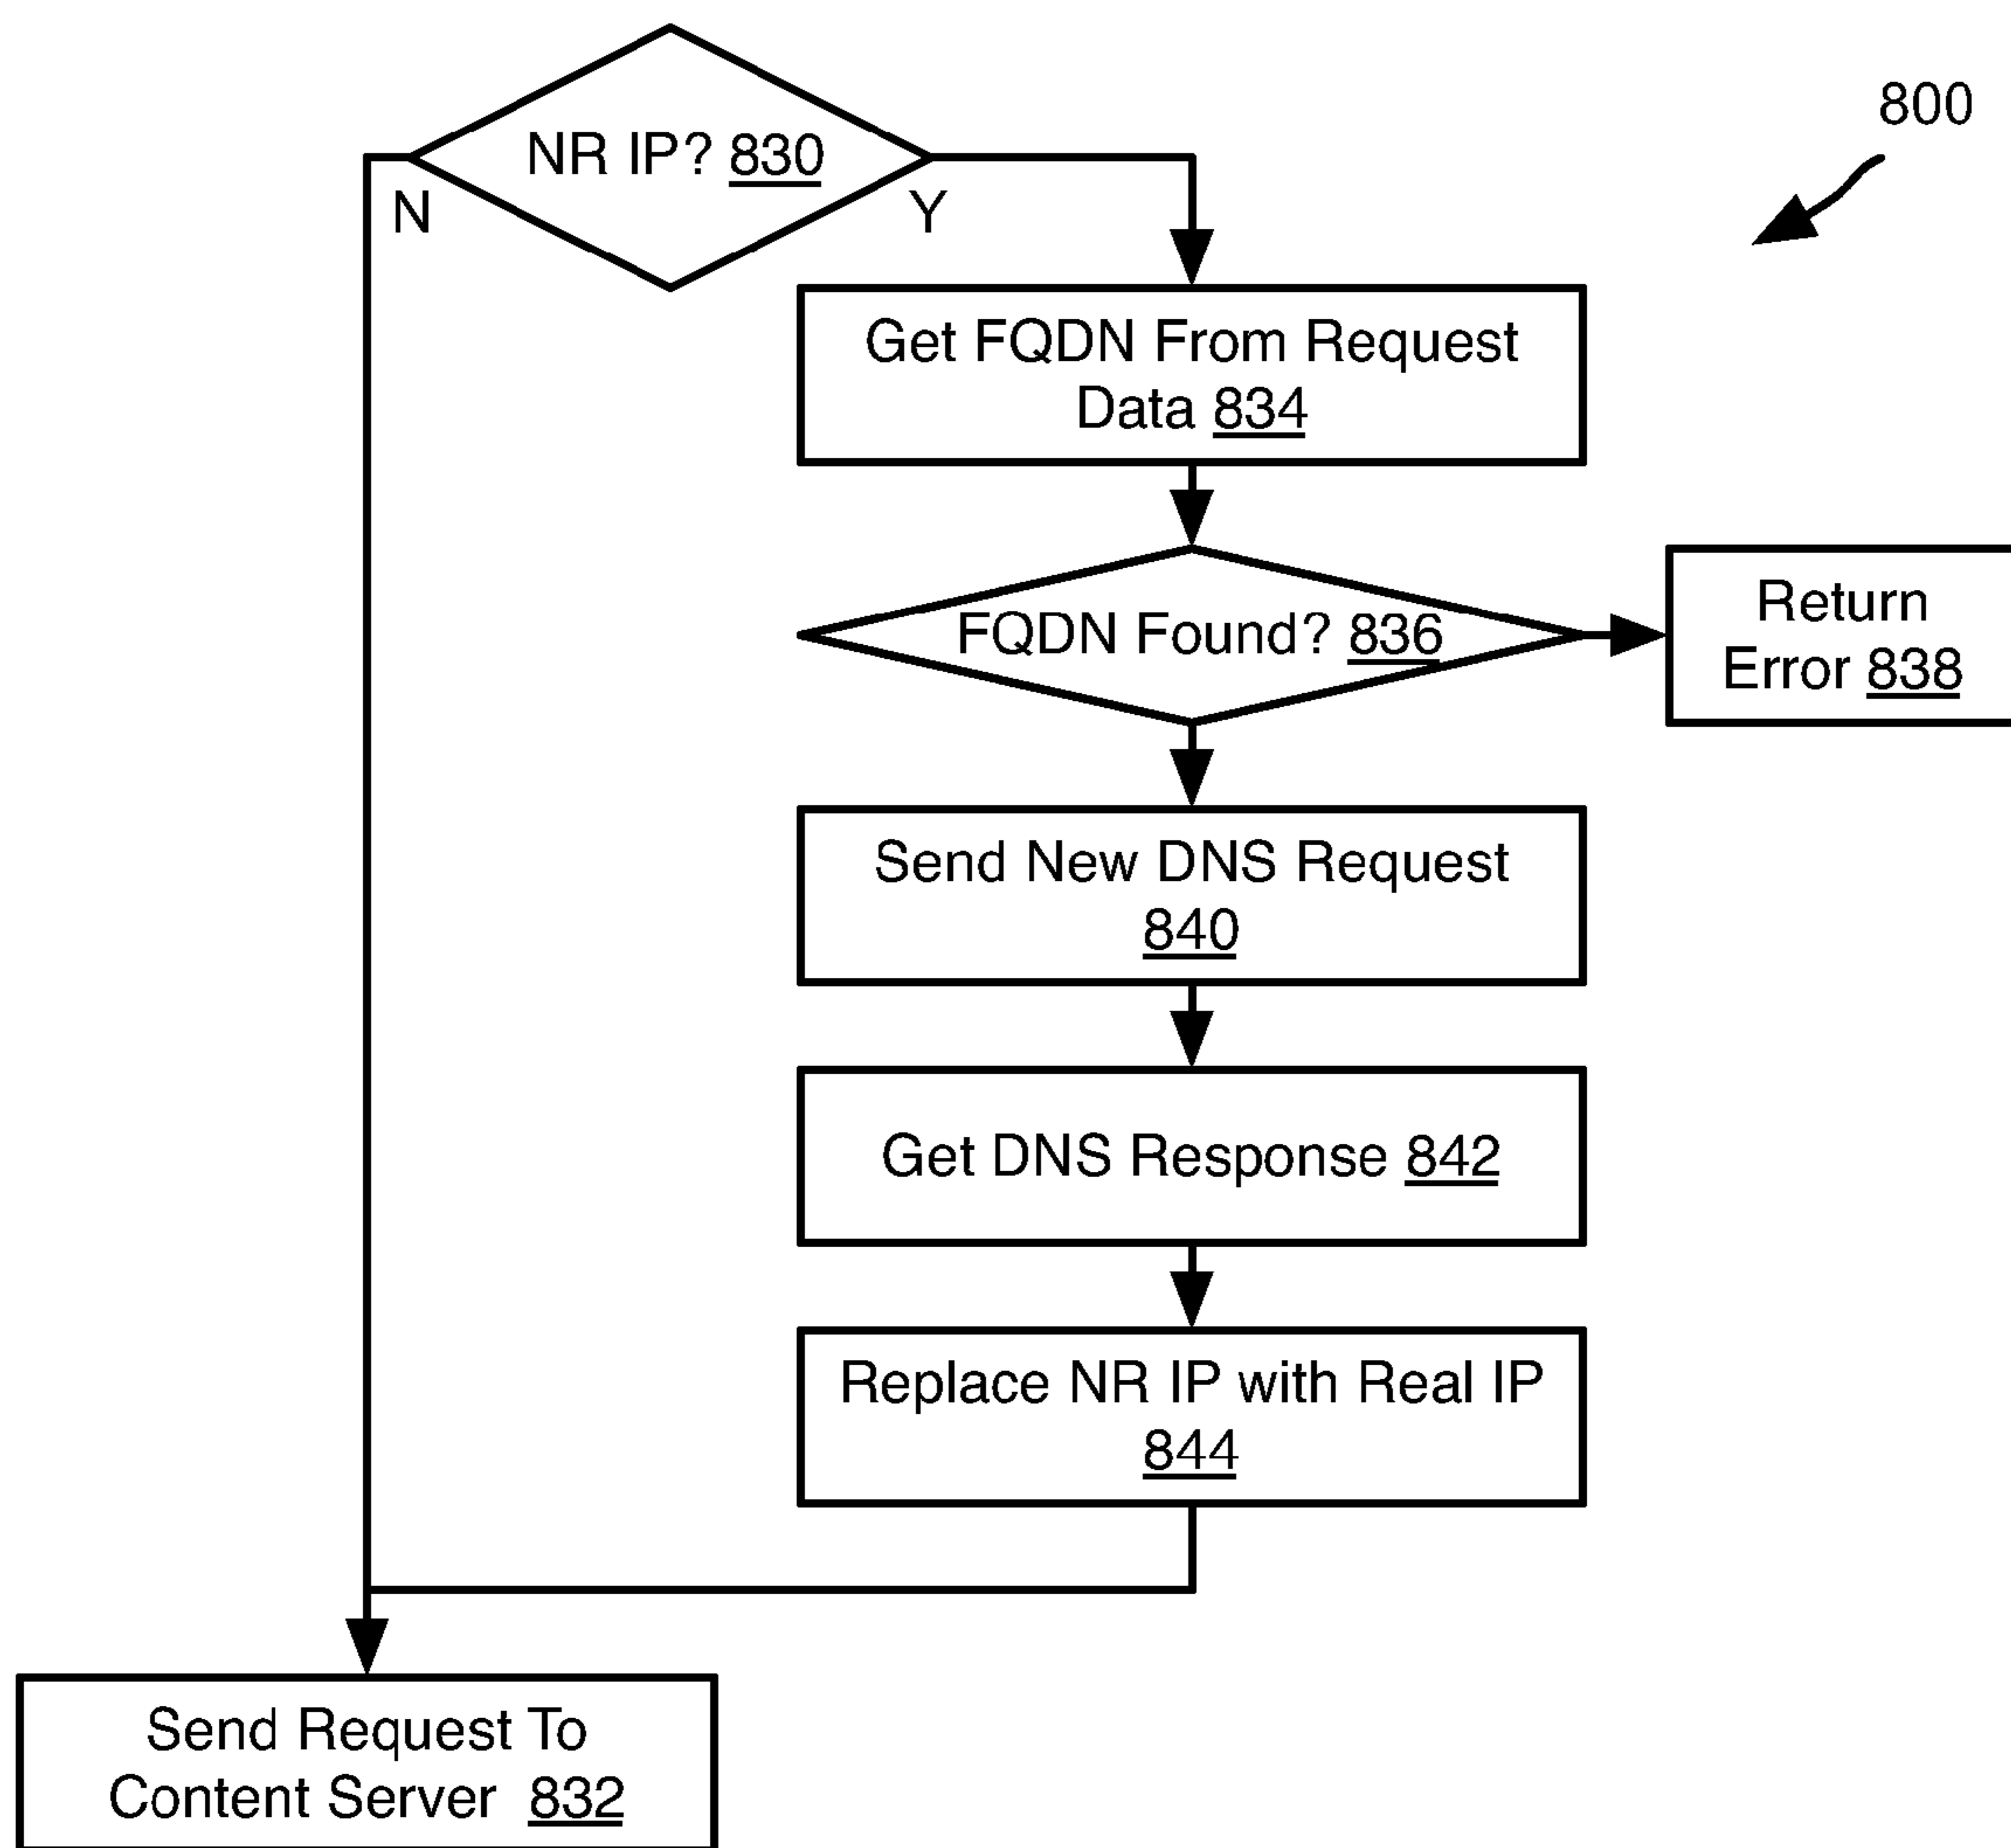 800
NR IP? 830
N
Y
Get FQDN From Request
Data 834
FQDN Found? 836
Return
Error 838
Send New DNS Request
840
Get DNS Response 842
Replace NR IP with Real IP
844
Send Request To
Content Server 832